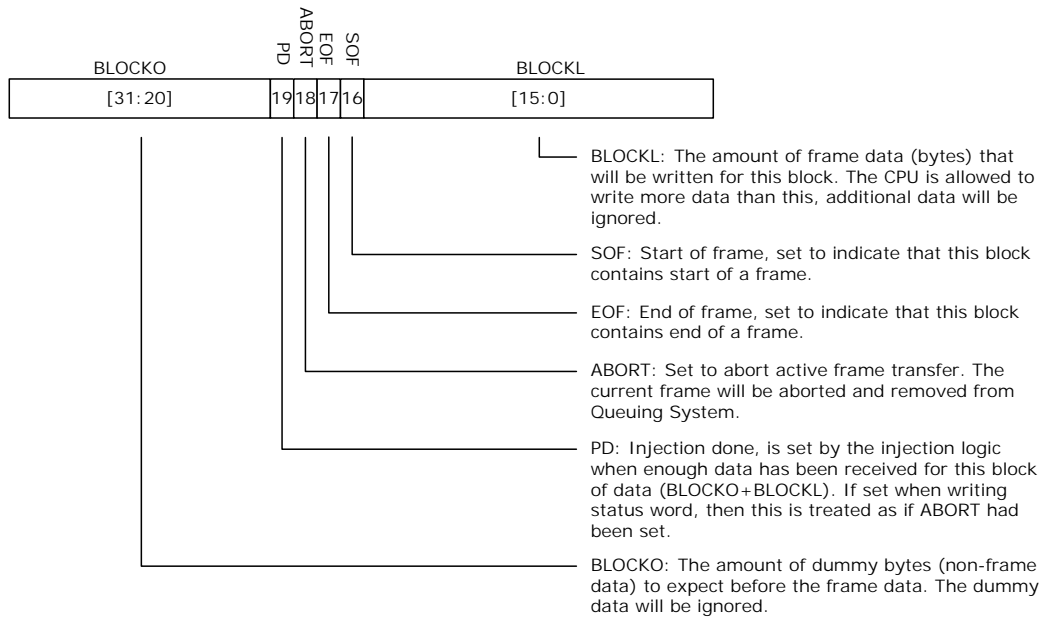 PD
ABORT
EOF
SOF
BLOCKO
BLOCKL
[31:20]
19
18
17
16
[15:0]
BLOCKL: The amount of frame data (bytes) that
will be written for this block. The CPU is allowed to
write more data than this, additional data will be
ignored.
SOF: Start of frame, set to indicate that this block
contains start of a frame.
EOF: End of frame, set to indicate that this block
contains end of a frame.
ABORT: Set to abort active frame transfer. The
current frame will be aborted and removed from
Queuing System.
PD: Injection done, is set by the injection logic
when enough data has been received for this block
of data (BLOCKO+BLOCKL). If set when writing
status word, then this is treated as if ABORT had
been set.
BLOCKO: The amount of dummy bytes (non-frame
data) to expect before the frame data. The dummy
data will be ignored.